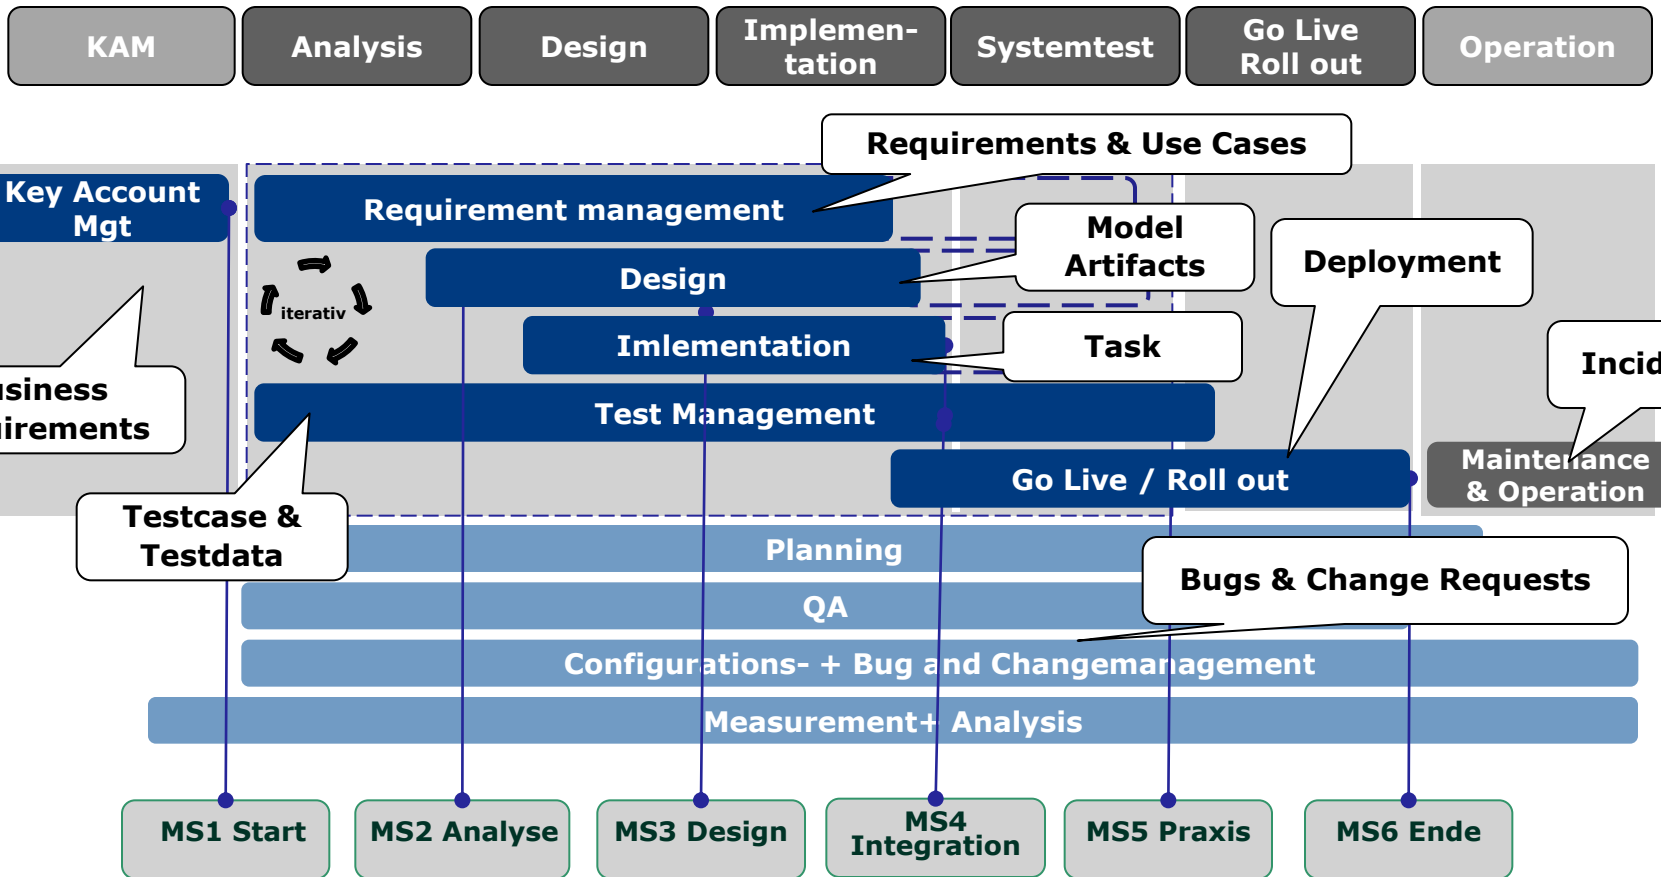 KAM
Analysis
Design
Implemen-
tation
Systemtest
Go Live
Roll out
Operation
Requirements & Use Cases
Key Account
Mgt
Requirement management
Model
Artifacts
Deployment
Design
iterativ
Imlementation
Task
Incid
usiness
uirements
Test Management
Maintenance
& Operation
Go Live / Roll out
Testcase &
Testdata
Planning
Bugs & Change Requests
QA
Configurations- + Bug and Changemanagement
Measurement+ Analysis
MS1 Start
MS2 Analyse
MS3 Design
MS4
Integration
MS5 Praxis
MS6 Ende